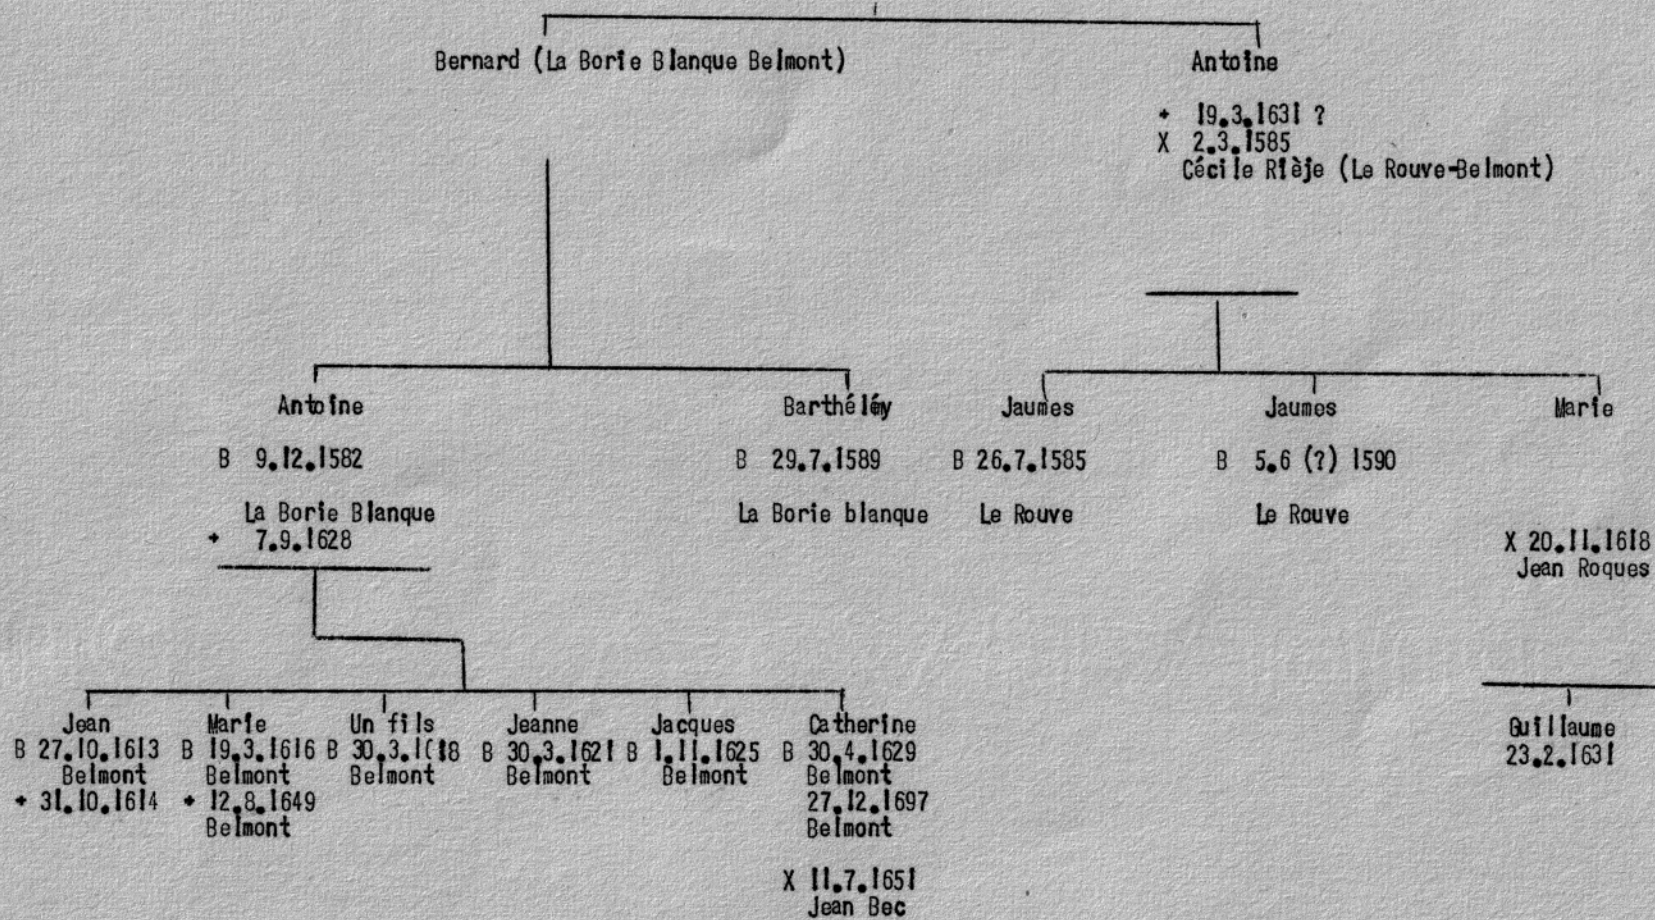 Bernard (La Borie Blanque Belmont)
Antoine
+ 19.3.1631 ?
X 2.3.1585
Cécile Rièje (Le Rouve-Belmont)
Antoine
Barthélémy
Jaumes
Jaumes
Marie
B 9.12.1582
B 29.7.1589
B 26.7.1585
B 5.6 (?) 1590
La Borie Blanque
La Borie blanque
Le Rouve
Le Rouve
+ 7.9.1628
X 20.11.1618
Jean Roques
Jean
Marie
Un fils
Jeanne
Jacques
Catherine
Guillaume
B 27.10.1613
B 19.3.1616
B 30.3.1618
B 30.3.1621
B 1.11.1625
B 30.4.1629
23.2.1631
Belmont
Belmont
Belmont
Belmont
Belmont
Belmont
+ 31.10.1614
+ 12.8.1649
27.12.1697
Belmont
Belmont
X 11.7.1651
Jean Bec